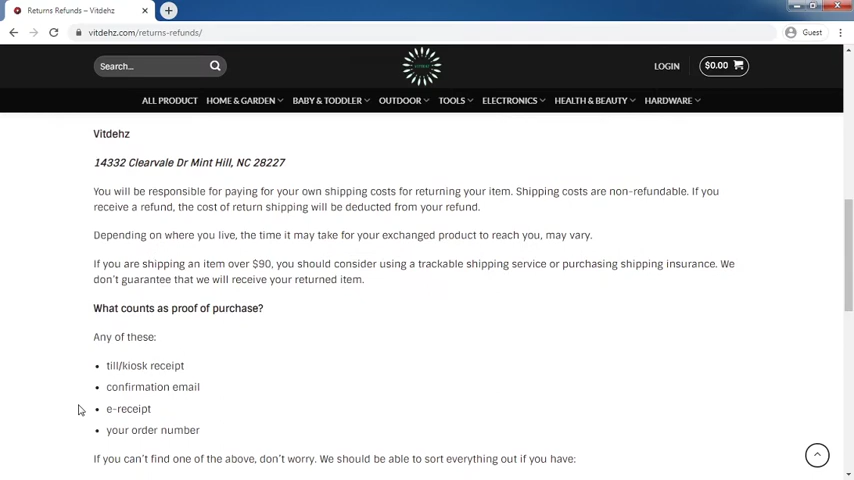 Returns Refunds – Vitdehz
vitdehz.com/returns-refunds/
Guest
Search...
LOGIN
$0.00
ALL PRODUCT HOME & GARDEN BABY & TODDLER OUTDOOR TOOLS ELECTRONICS HEALTH & BEAUTY HARDWARE
Vitdehz
14332 Clearvale Dr Mint Hill, NC 28227
You will be responsible for paying for your own shipping costs for returning your item. Shipping costs are non-refundable. If you
receive a refund, the cost of return shipping will be deducted from your refund.
Depending on where you live, the time it may take for your exchanged product to reach you, may vary.
If you are shipping an item over $90, you should consider using a trackable shipping service or purchasing shipping insurance. We
don't guarantee that we will receive your returned item.
What counts as proof of purchase?
Any of these:
• till/kiosk receipt
• confirmation email
• e-receipt
• your order number
If you can't find one of the above, don't worry. We should be able to sort everything out if you have: